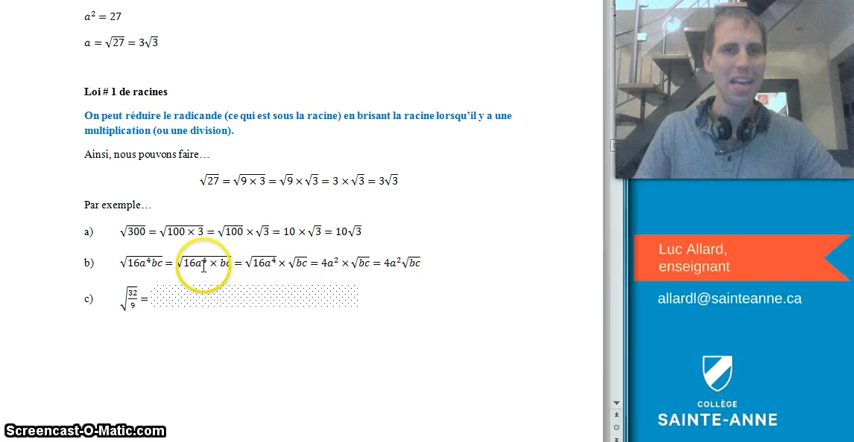 a² = 27
a = √27 = 3√3
Loi # 1 de racines
On peut réduire le radicande (ce qui est sous la racine) en brisant la racine lorsqu'il y a une
multiplication (ou une division).
Ainsi, nous pouvons faire…
√27 = √9 × 3 = √9 × √3 = 3 × √3 = 3√3
Par exemple…
a) √300 = √100 × 3 = √100 × √3 = 10 × √3 = 10√3
b) √16a⁴bc = √16a⁴ × bc = √16a⁴ × √bc = 4a² × √bc = 4a²√bc
c) √32/9 =
Luc Allard,
enseignant
allardl@sainteanne.ca
COLLÈGE
SAINTE-ANNE
Screencast-O-Matic.com